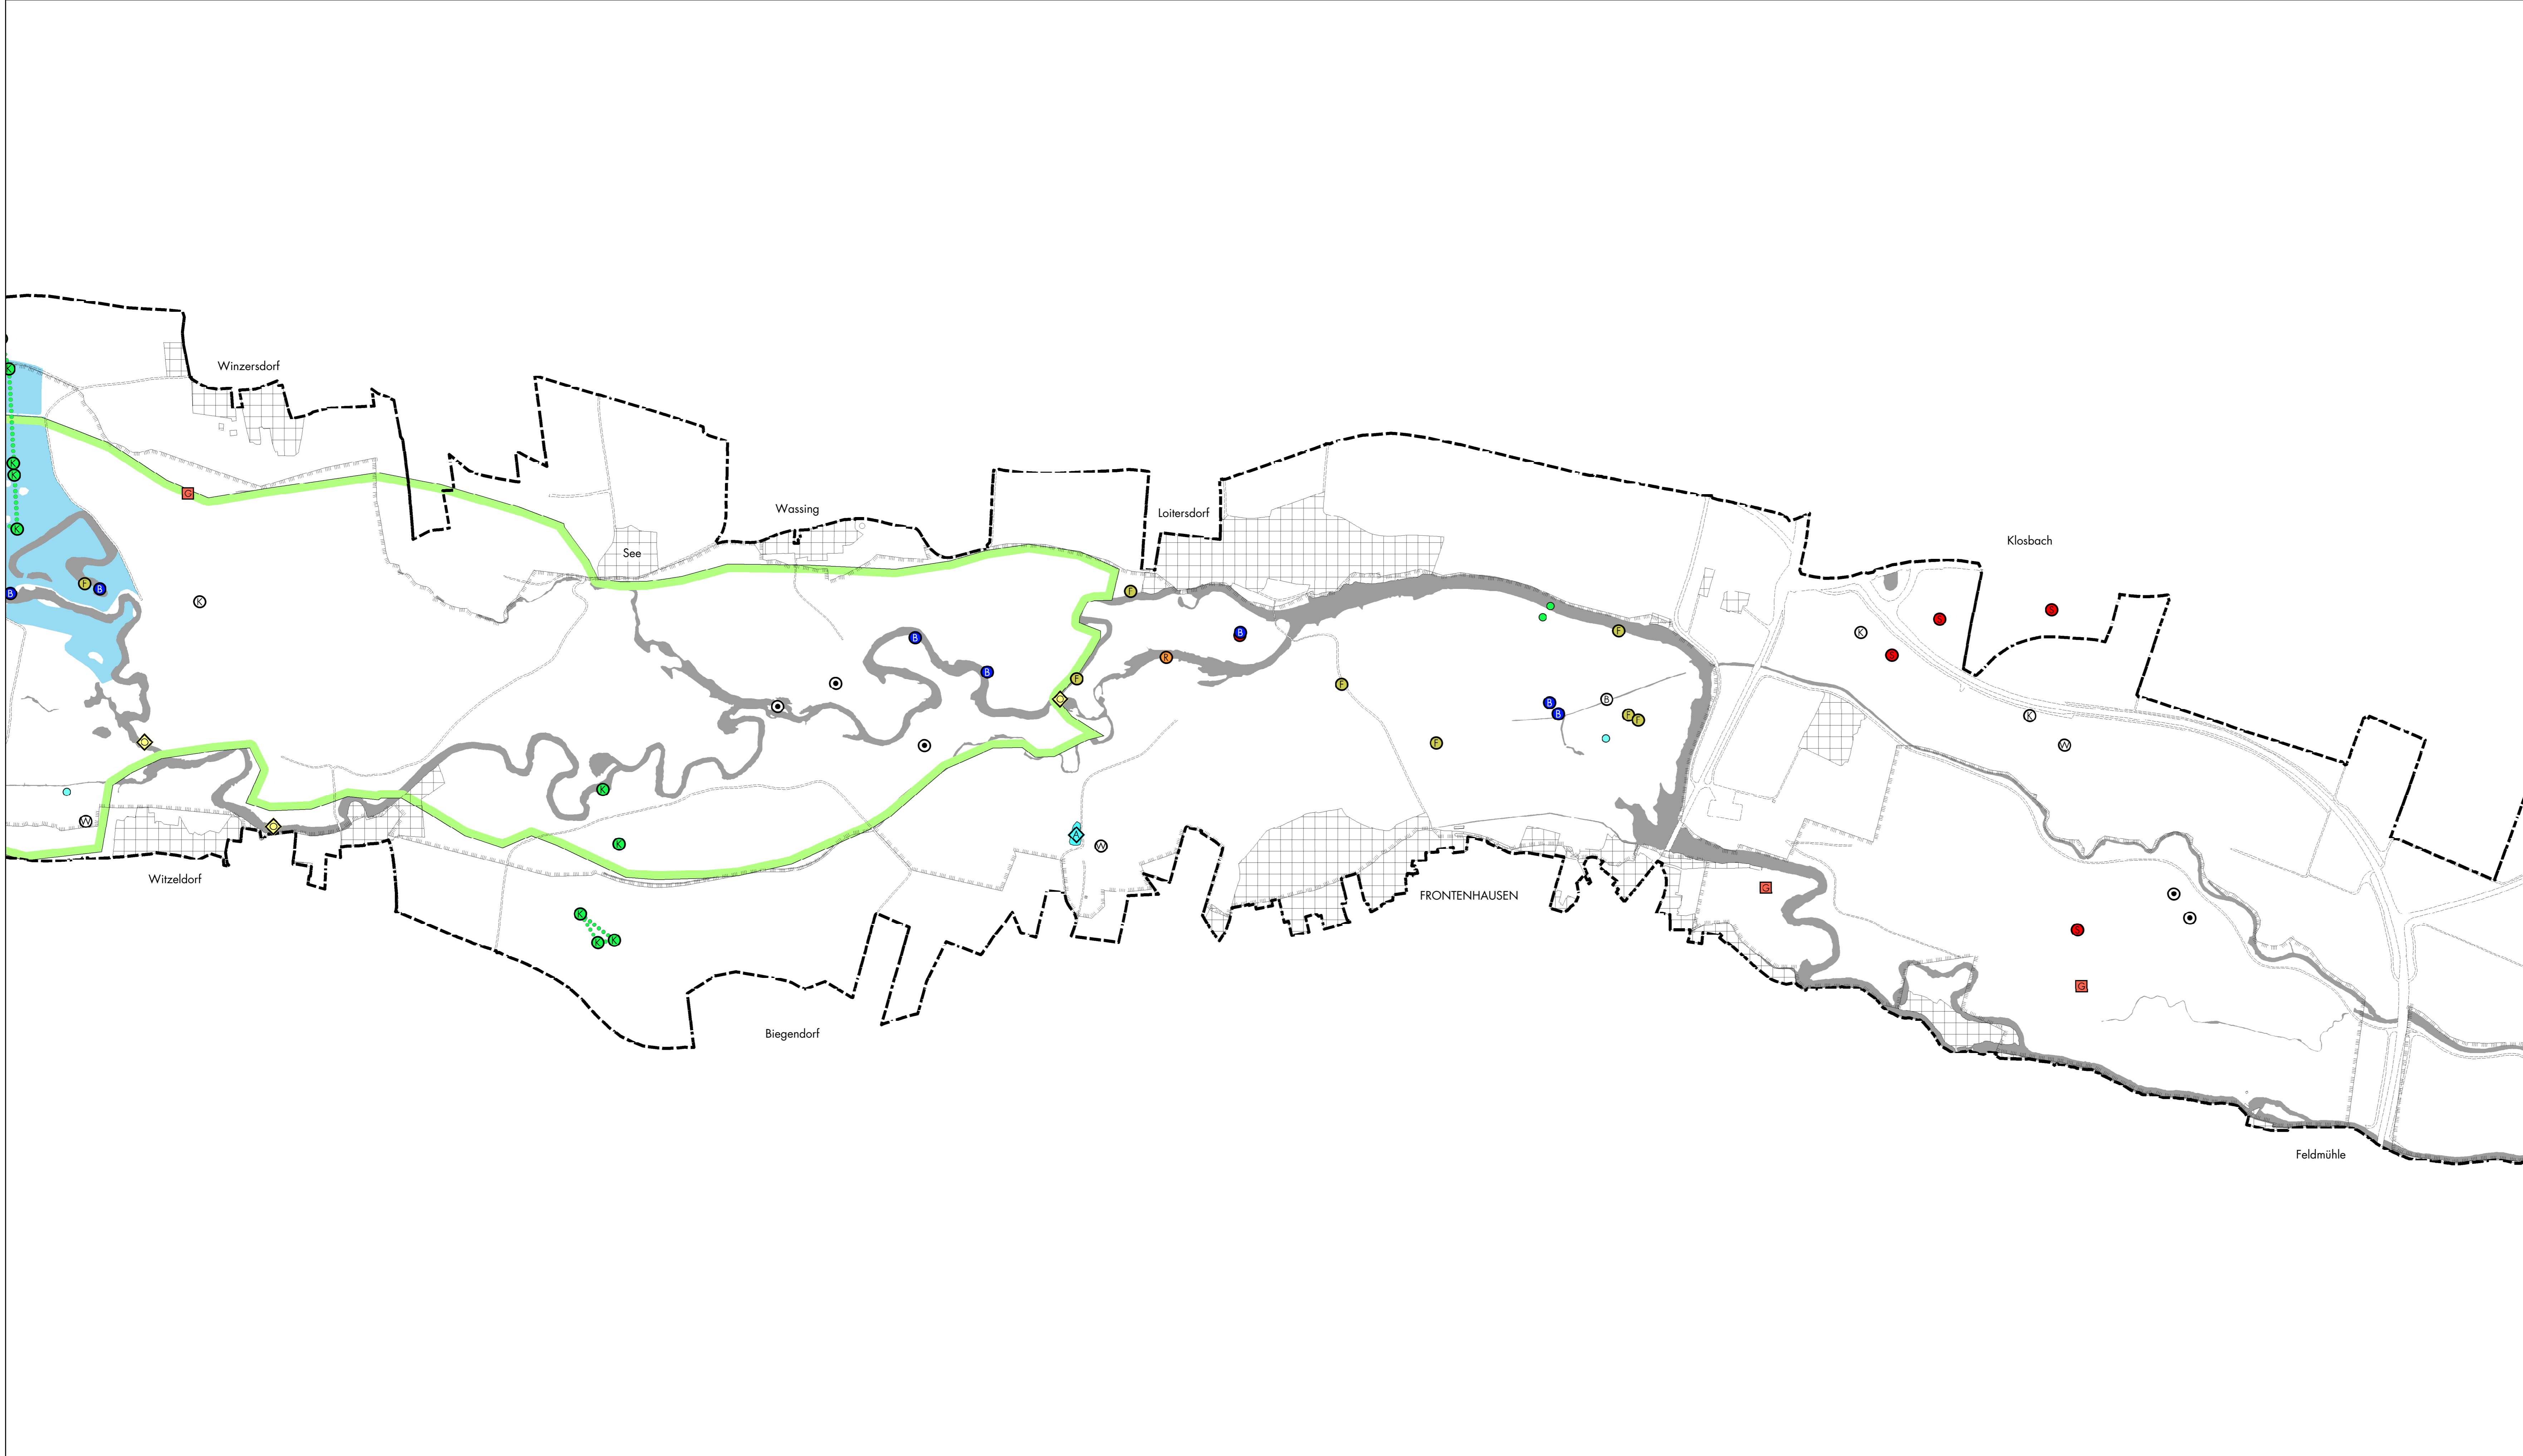 Winzersdorf
K
K
K
K
G
Wassing
Loitersdorf
Klosbach
See
F
B
B
K
F
S
S
B
B
F
K
S
R
B
F
F
O
B
B
B
F
F
K
O
F
W
K
W
O
A
K
W
Witzeldorf
G
FRONTENHAUSEN
K
K
K
S
G
Biegendorf
Feldmühle